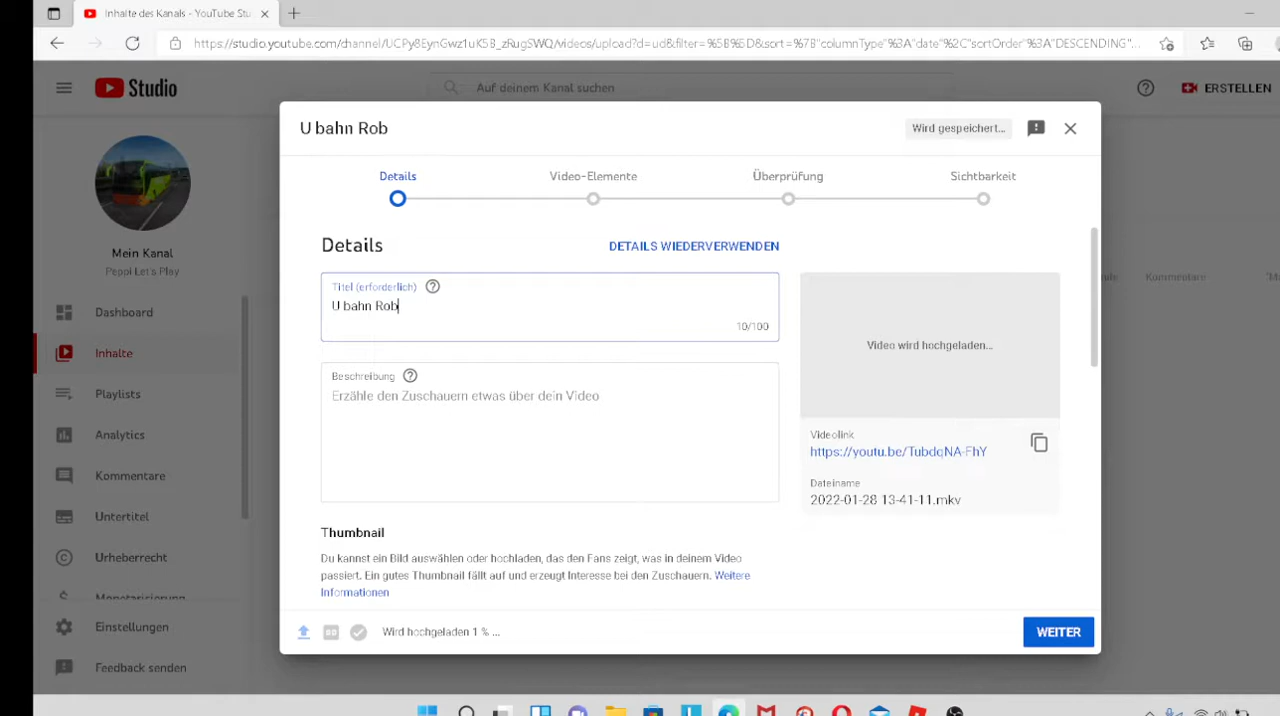 Inhalte des Kanals - YouTube Stu
https://studio.youtube.com/channel/UCPy8EynGwz1uK5B_zRugSWQ/videos/upload?d=ud&filter=%5B%5D&sort=%7B"columnType"%3A"date"%2C"sortOrder"%3A"DESCENDING"...
Studio
Auf deinem Kanal suchen
ERSTELLEN
U bahn Rob
Wird gespeichert...
Details
Video-Elemente
Überprüfung
Sichtbarkeit
Mein Kanal
Peppi Let's Play
Dashboard
Inhalte
Playlists
Analytics
Kommentare
Untertitel
Urheberrecht
Monetarisierung
Einstellungen
Feedback senden
Details
DETAILS WIEDERVERWENDEN
Titel (erforderlich)
U bahn Rob
10/100
Beschreibung
Erzähle den Zuschauern etwas über dein Video
Video wird hochgeladen...
Videolink
https://youtu.be/TubdqNA-FhY
Dateiname
2022-01-28 13-41-11.mkv
Thumbnail
Du kannst ein Bild auswählen oder hochladen, das den Fans zeigt, was in deinem Video
passiert. Ein gutes Thumbnail fällt auf und erzeugt Interesse bei den Zuschauern. Weitere
Informationen
Wird hochgeladen 1 % ...
WEITER
Kommentare